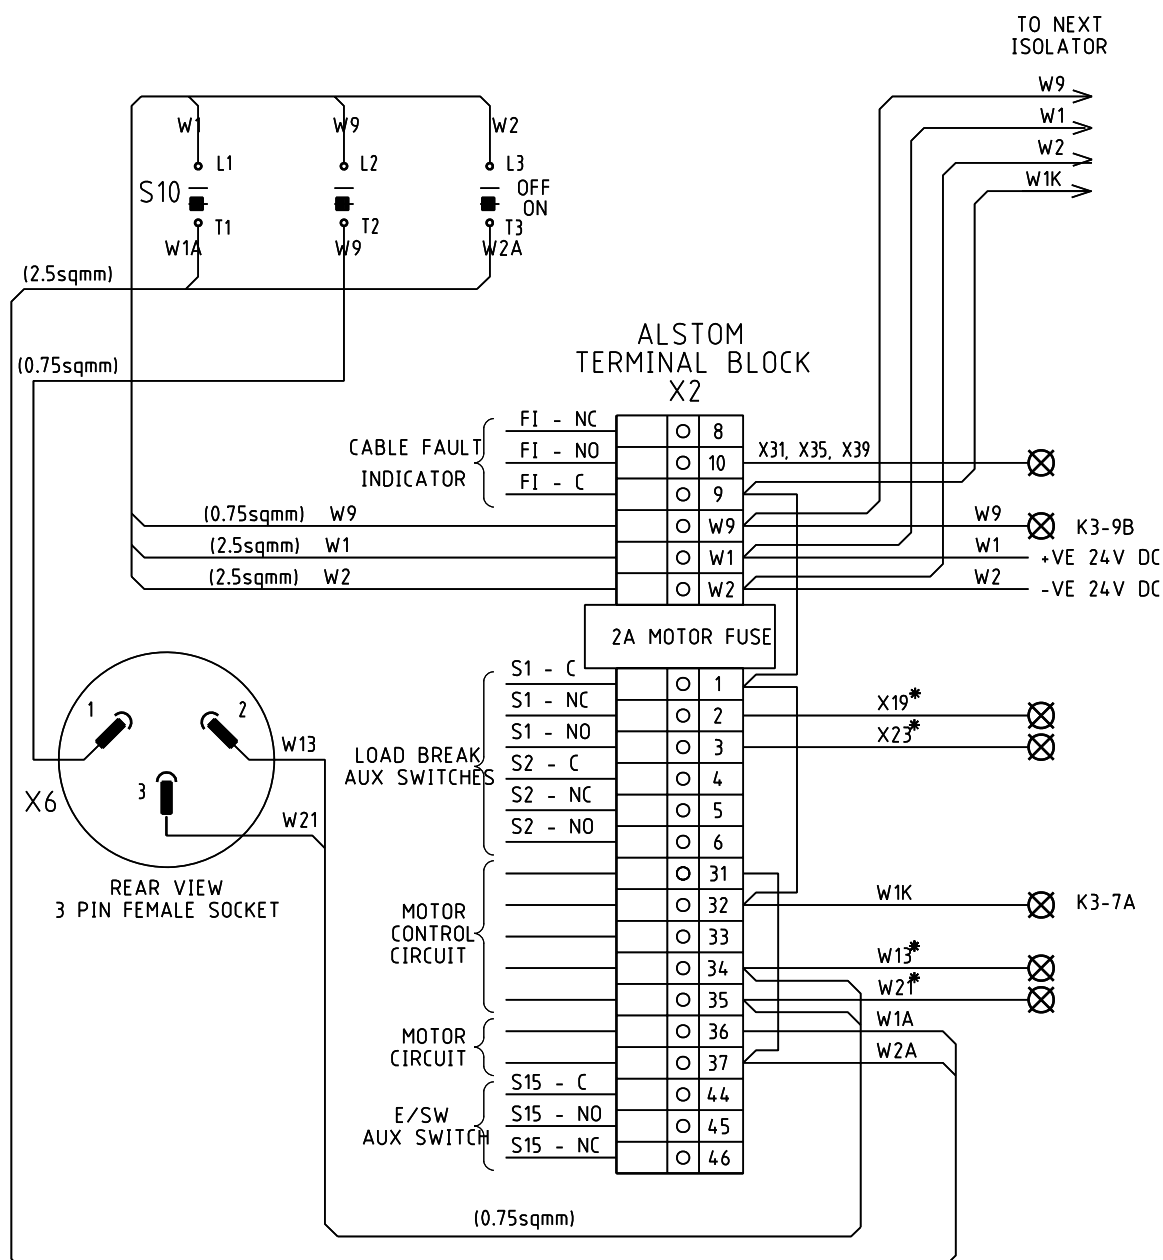 TO NEXT
ISOLATOR
W9
W1
W2
W1K
W1
W9
W2
L1
L2
L3
S10
OFF
ON
T1
T2
T3
W1A
W9
W2A
(2.5sqmm)
(0.75sqmm)
ALSTOM
TERMINAL BLOCK
X2
CABLE FAULT
INDICATOR
FI - NC
8
FI - NO
10
X31, X35, X39
FI - C
9
(0.75sqmm) W9
W9
W9
K3-9B
(2.5sqmm) W1
W1
W1
+VE 24V DC
(2.5sqmm) W2
W2
W2
-VE 24V DC
2A MOTOR FUSE
LOAD BREAK
AUX SWITCHES
S1 - C
1
S1 - NC
2
X19*
S1 - NO
3
X23*
S2 - C
4
S2 - NC
5
S2 - NO
6
1
2
3
W13
W21
X6
REAR VIEW
3 PIN FEMALE SOCKET
MOTOR
CONTROL
CIRCUIT
31
32
W1K
K3-7A
33
34
W13*
35
W21*
MOTOR
CIRCUIT
36
W1A
37
W2A
E/SW
AUX SWITCH
S15 - C
44
S15 - NO
45
S15 - NC
46
(0.75sqmm)